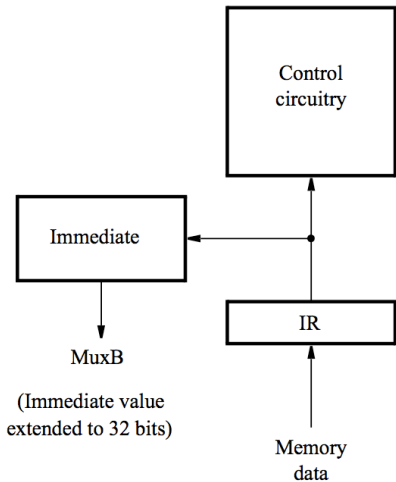 Control
circuitry
Immediate
IR
MuxB
(Immediate value
extended to 32 bits)
Memory
data